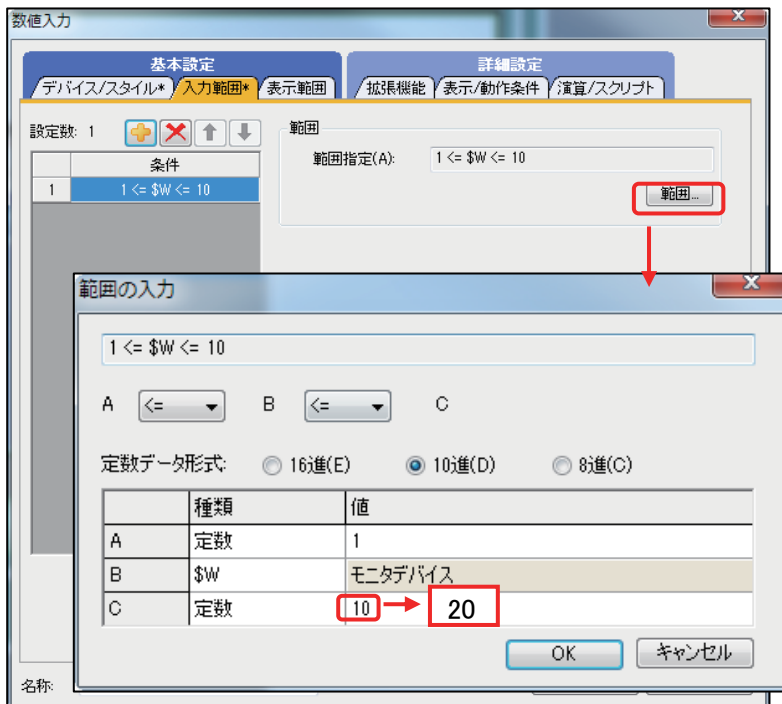 数値入力
基本設定
詳細設定
デバイス/スタイル* 入力範囲* 表示範囲 拡張機能 表示/動作条件 演算/スクリプト
設定数: 1
条件
1 1 <= $W <= 10
範囲
範囲指定(A): 1 <= $W <= 10
範囲...
範囲の入力
1 <= $W <= 10
A <= B <= C
定数データ形式: 16進(E) 10進(D) 8進(C)
種類 値
A 定数 1
B $W モニタデバイス
C 定数 10 20
OK キャンセル
名称: